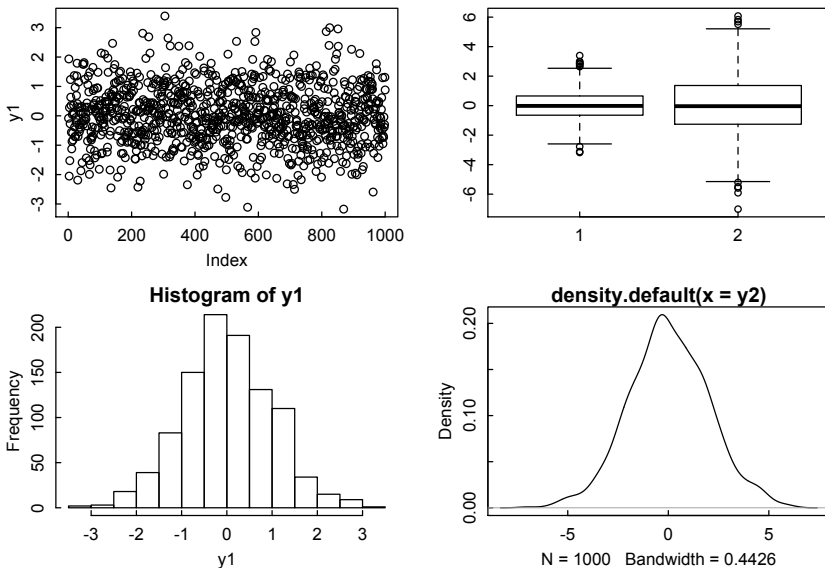 3
2
1
0
-1
-2
-3
y1
0 200 400 600 800 1000
Index
6
4
2
0
-2
-4
-6
1 2
Histogram of y1
200
150
100
50
0
Frequency
-3 -2 -1 0 1 2 3
y1
density.default(x = y2)
0.20
0.10
0.00
Density
-5 0 5
N = 1000 Bandwidth = 0.4426